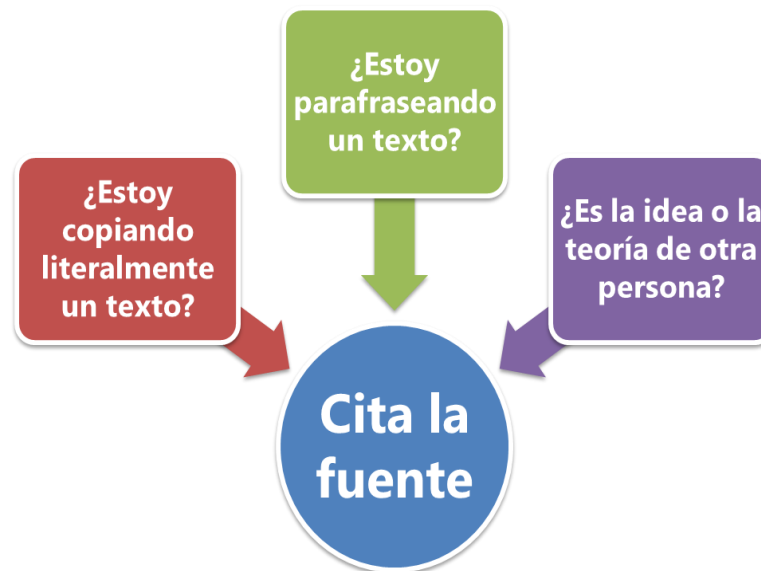 ¿Estoy
parafraseando
un texto?
¿Estoy
copiando
literalmente
un texto?
¿Es la idea o la
teoría de otra
persona?
Cita la
fuente